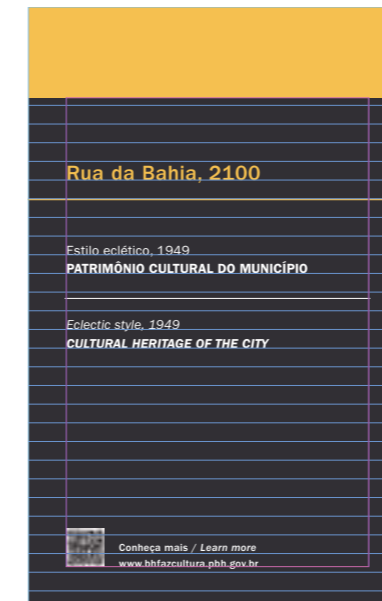 Rua da Bahia, 2100
Estilo eclético, 1949
PATRIMÔNIO CULTURAL DO MUNICÍPIO
Eclectic style, 1949
CULTURAL HERITAGE OF THE CITY
Conheça mais / Learn more
www.bhfazcultura.pbh.gov.br